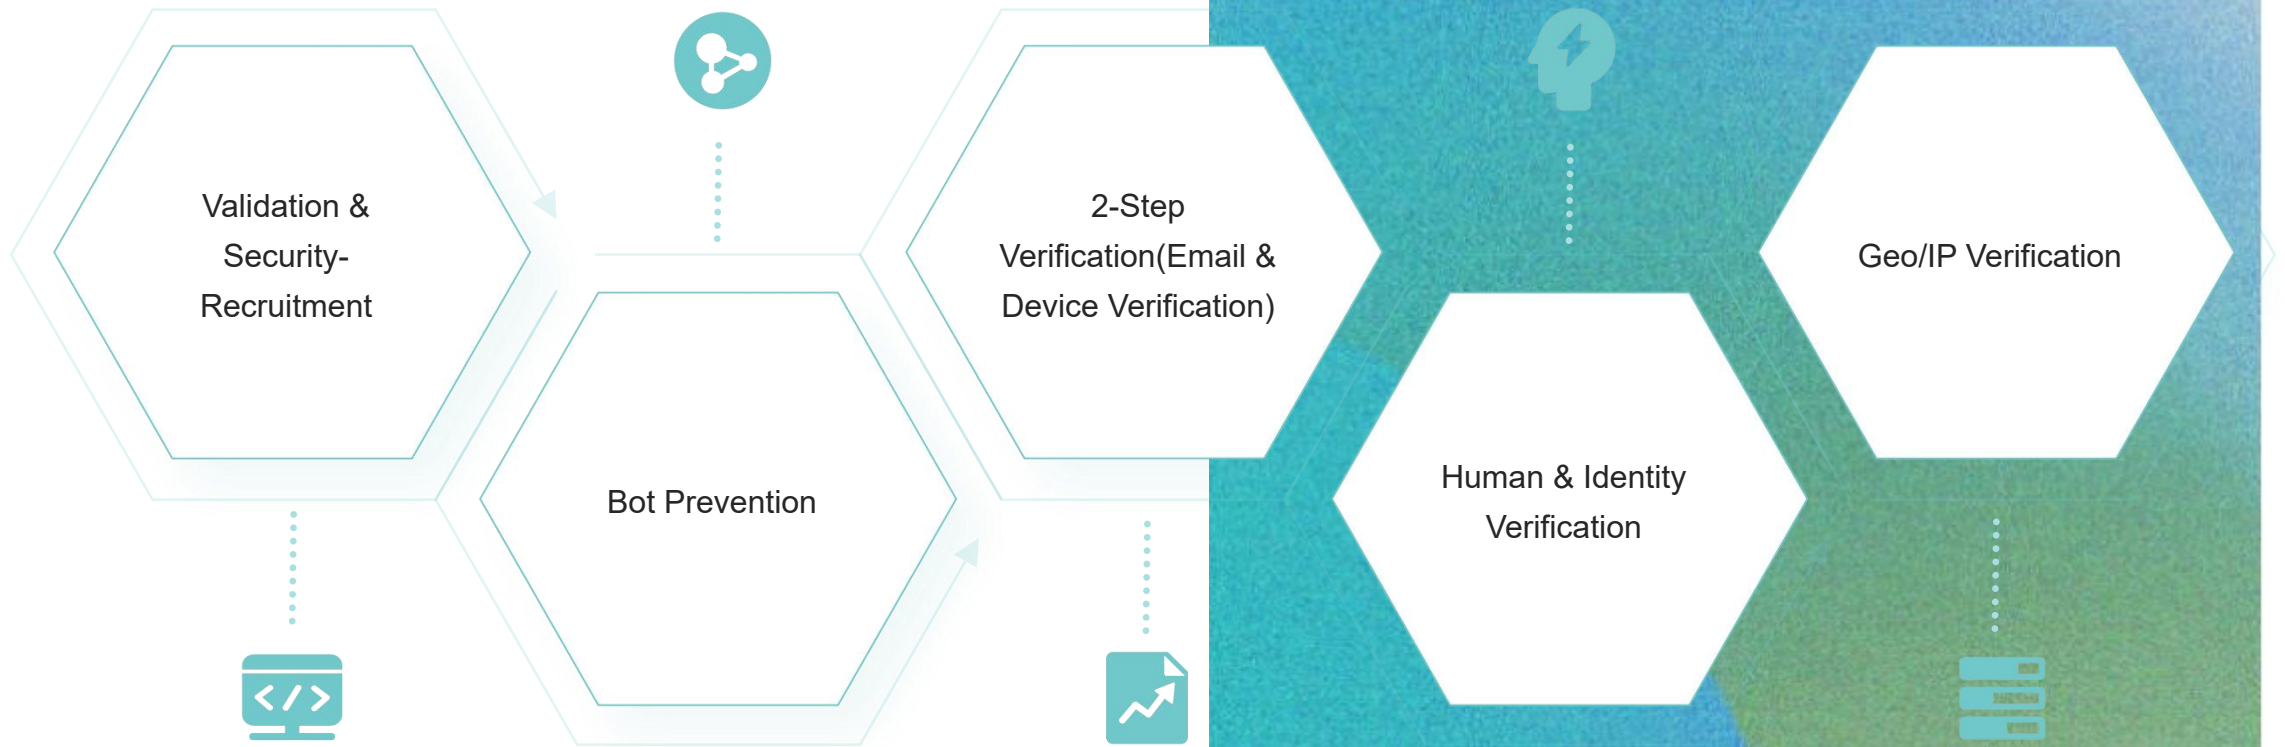 Validation &
Security-
Recruitment
Bot Prevention
2-Step
Verification(Email &
Device Verification)
Human & Identity
Verification
Geo/IP Verification